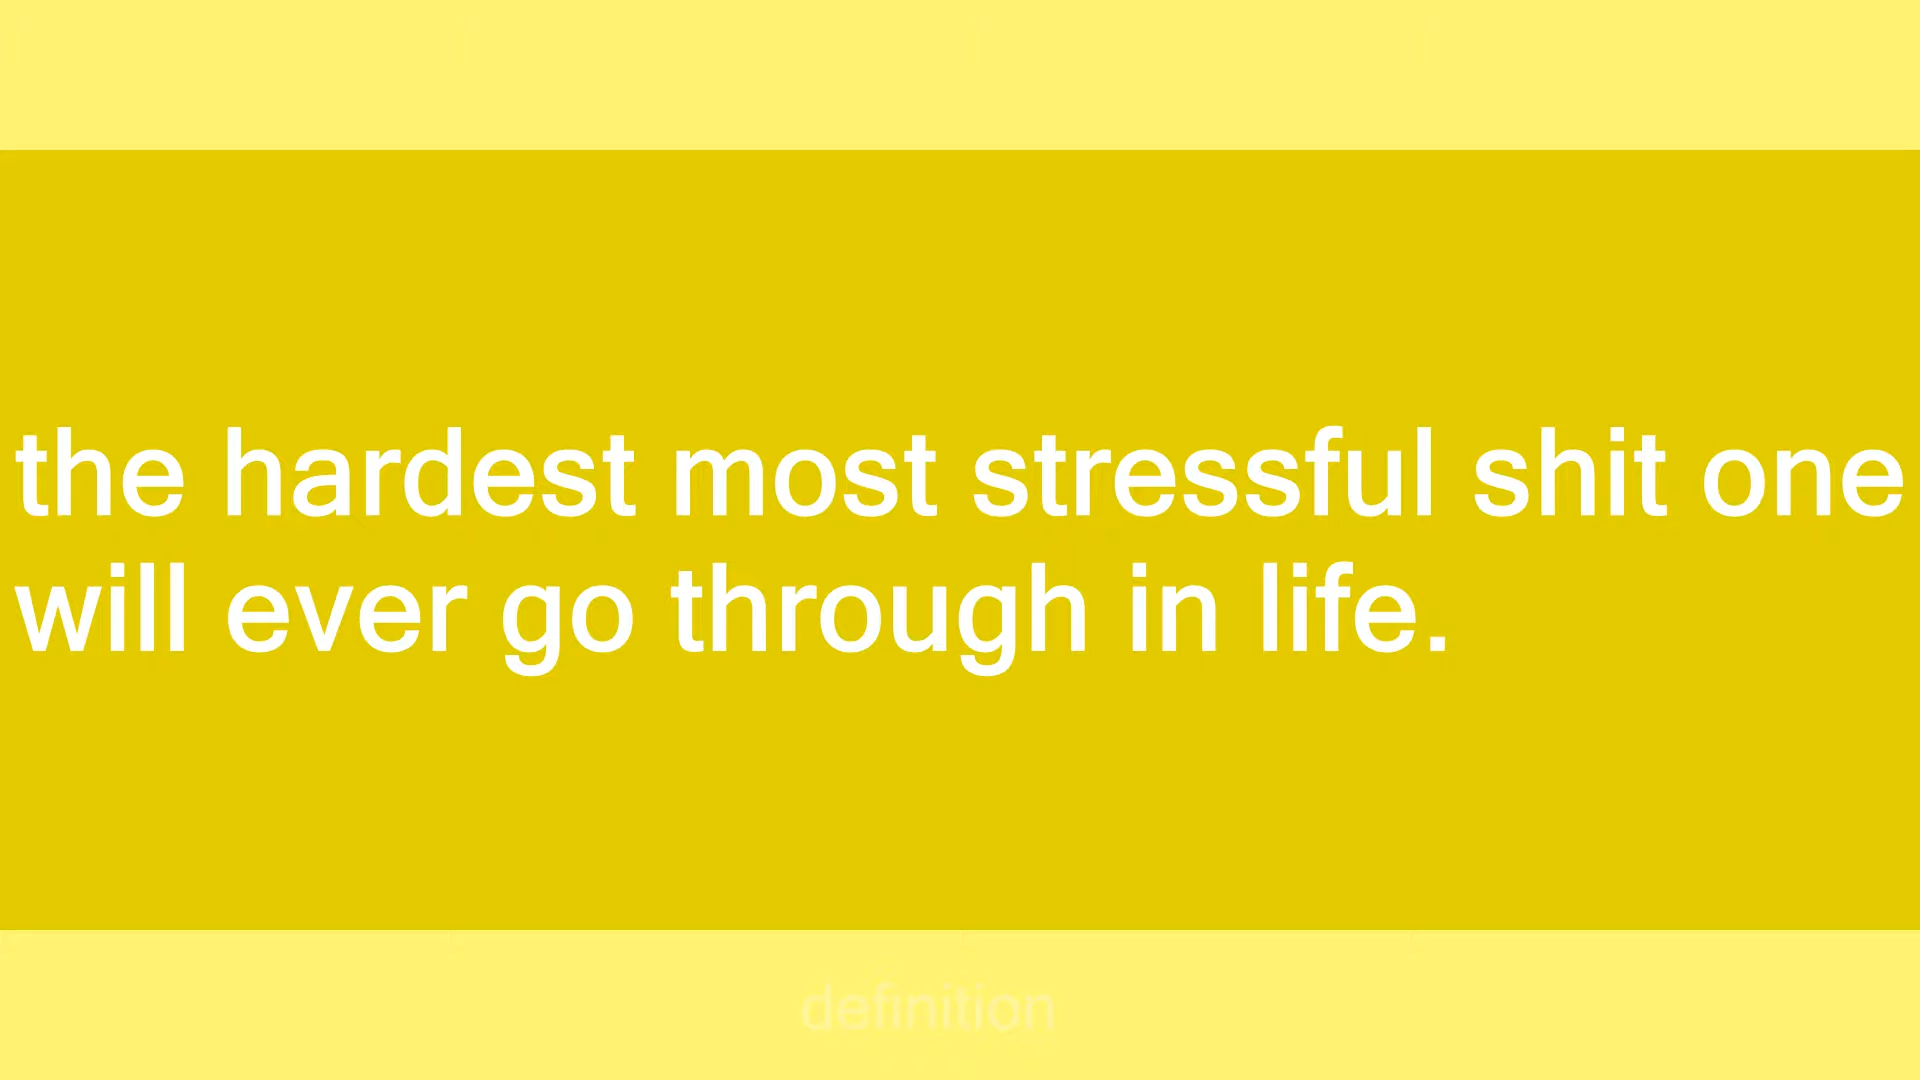 the hardest most stressful shit one
will ever go through in life.
definition